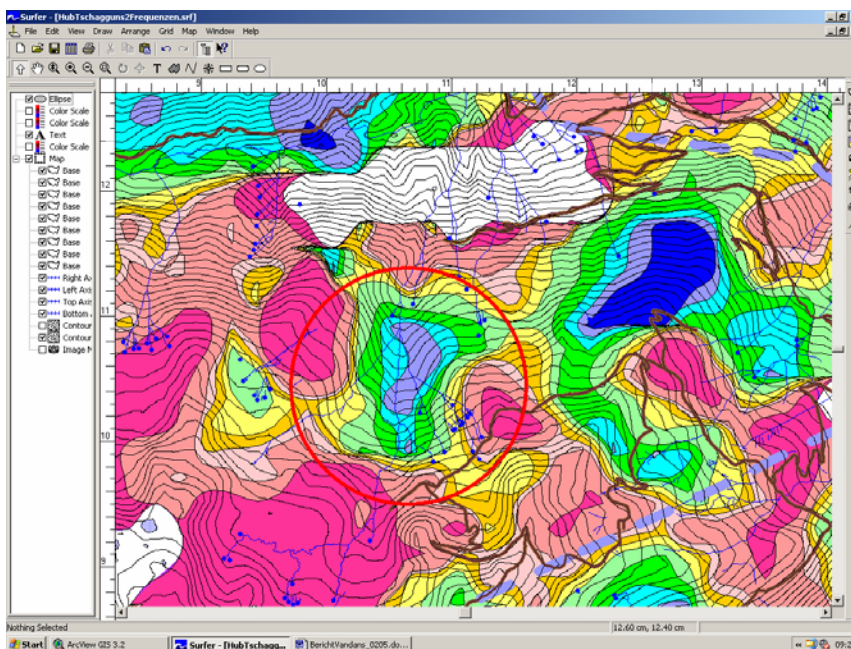 Surfer - [HubTschagguns2Frequenzen.srf]
File Edit View Draw Arrange Grid Map Window Help
9 10 11 12 13 14
Ellipse
Color Scale
Color Scale
Text
Color Scale
Map
Base
Base
Base
Base
Base
Base
Base
Base
Base
Right Ax
Left Axis
Top Axis
Bottom
Contour
Contour
Image M
12
11
10
9
Nothing Selected
12.60 cm, 12.40 cm
Start
ArcView GIS 3.2
Surfer - [HubTschagg...
BerichtVandans_0205.do...
09:2